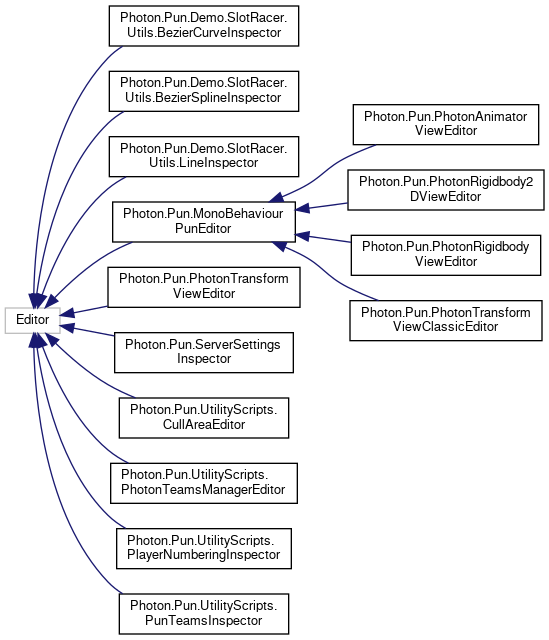 Photon.Pun.Demo.SlotRacer.
Utils.BezierCurveInspector
Photon.Pun.Demo.SlotRacer.
Utils.BezierSplineInspector
Photon.Pun.Demo.SlotRacer.
Utils.LineInspector
Photon.Pun.MonoBehaviour
PunEditor
Photon.Pun.PhotonAnimator
ViewEditor
Photon.Pun.PhotonRigidbody2
DViewEditor
Photon.Pun.PhotonRigidbody
ViewEditor
Photon.Pun.PhotonTransform
ViewClassicEditor
Photon.Pun.PhotonTransform
ViewEditor
Editor
Photon.Pun.ServerSettings
Inspector
Photon.Pun.UtilityScripts.
CullAreaEditor
Photon.Pun.UtilityScripts.
PhotonTeamsManagerEditor
Photon.Pun.UtilityScripts.
PlayerNumberingInspector
Photon.Pun.UtilityScripts.
PunTeamsInspector